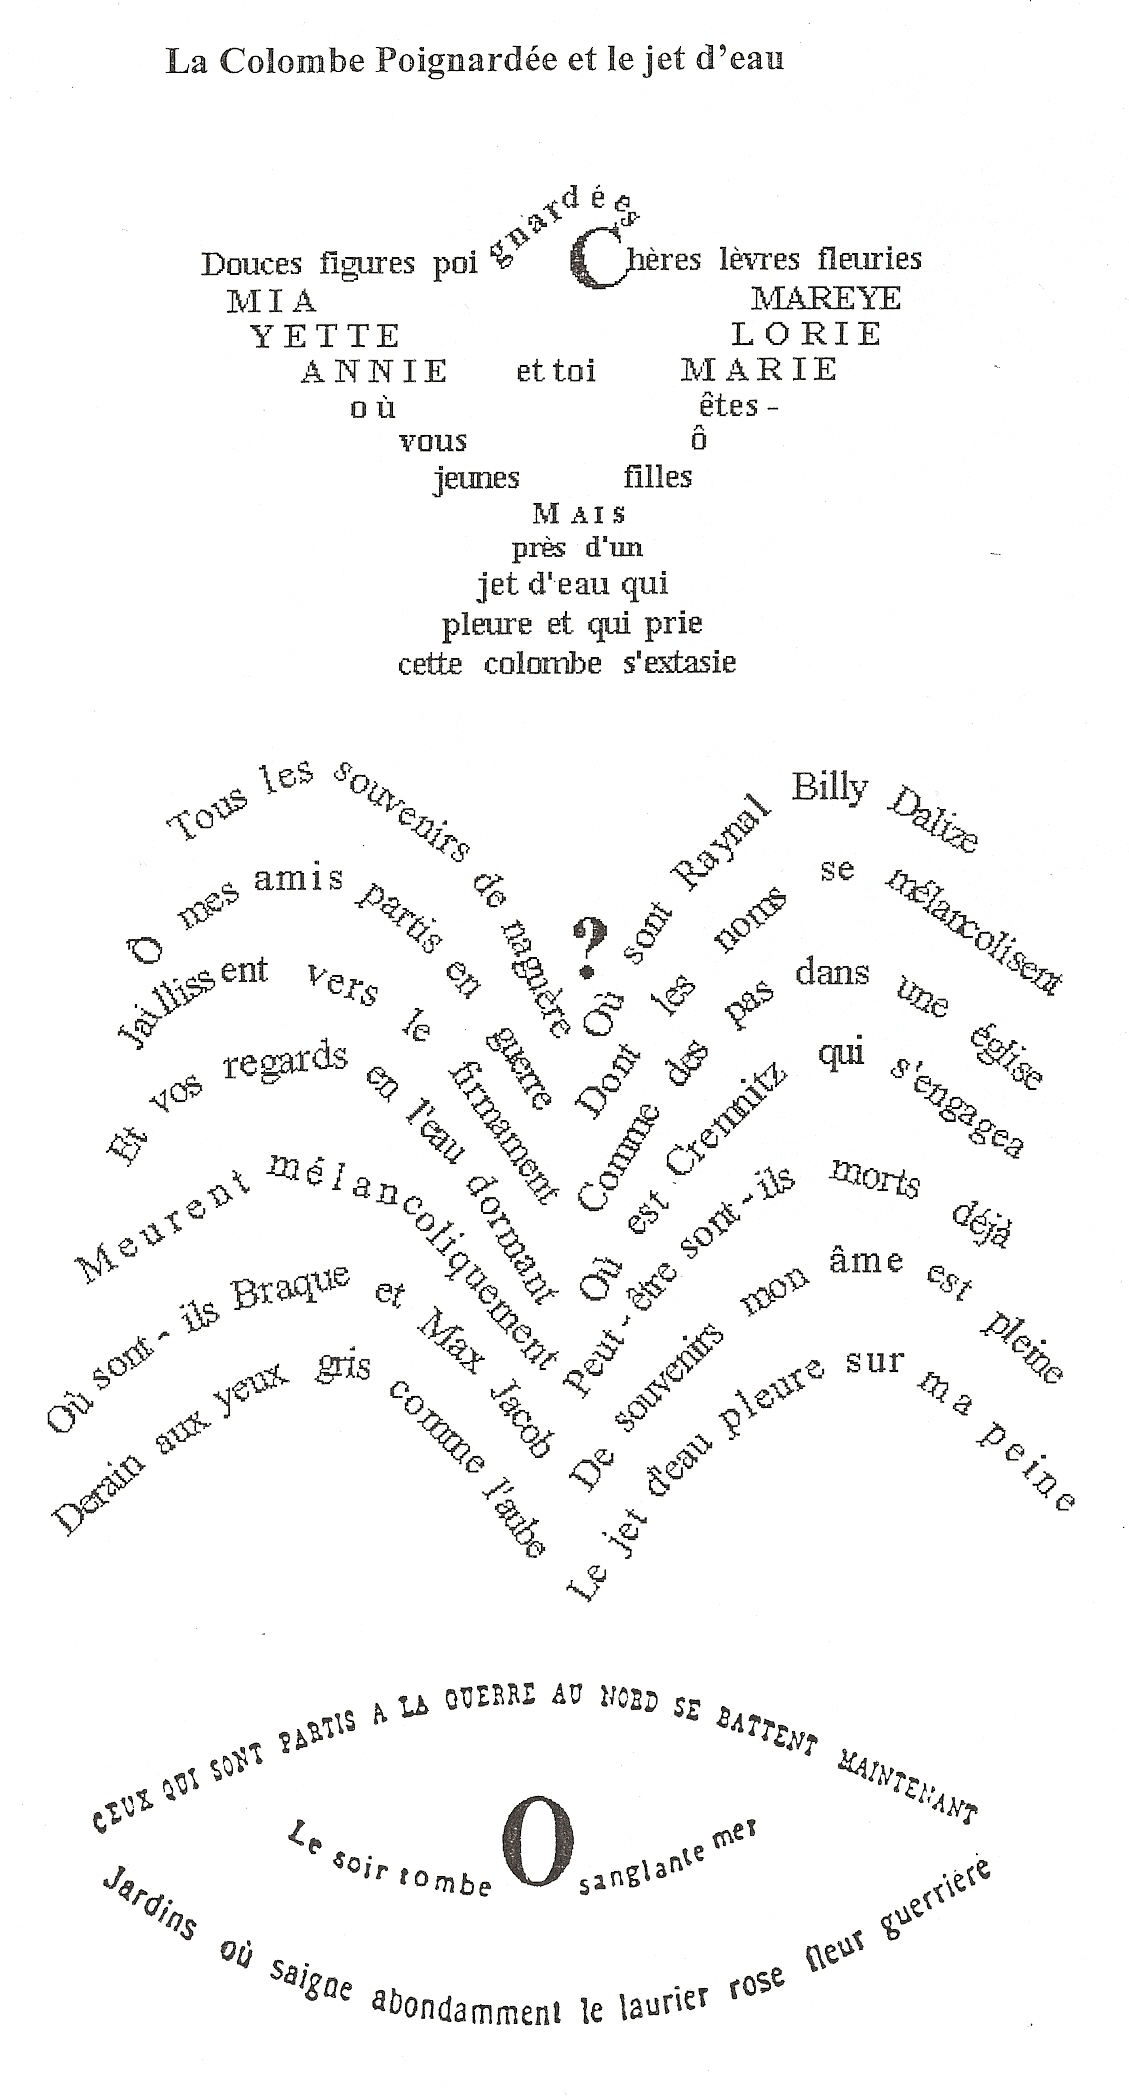 La Colombe Poignardée et le jet d’eau
Douces figures poignardées Chères lèvres fleuries
MIA MAREYE
YETTE LORIE
ANNIE et toi MARIE
où êtes-
vous ô
jeunes filles
MAIS
près d'un
jet d'eau qui
pleure et qui prie
cette colombe s'extasie
Tous les souvenirs de naguère
Ô mes amis partis en guerre
Jaillissent vers le firmament
Et vos regards en l'eau dormant
Meurent mélancoliquement
Où sont-ils Braque et Max Jacob
Derain aux yeux gris comme l'aube
?
Où sont Raynal Billy Dalize
Dont les noms se mélancolisent
Comme des pas dans une église
Où est Cremnitz qui s'engagea
Peut-être sont-ils morts déjà
De souvenirs mon âme est pleine
Le jet d'eau pleure sur ma peine
CEUX QUI SONT PARTIS A LA GUERRE AU NORD SE BATTENT MAINTENANT
Le soir tombe O sanglante mer
Jardins où saigne abondamment le laurier rose fleur guerrière